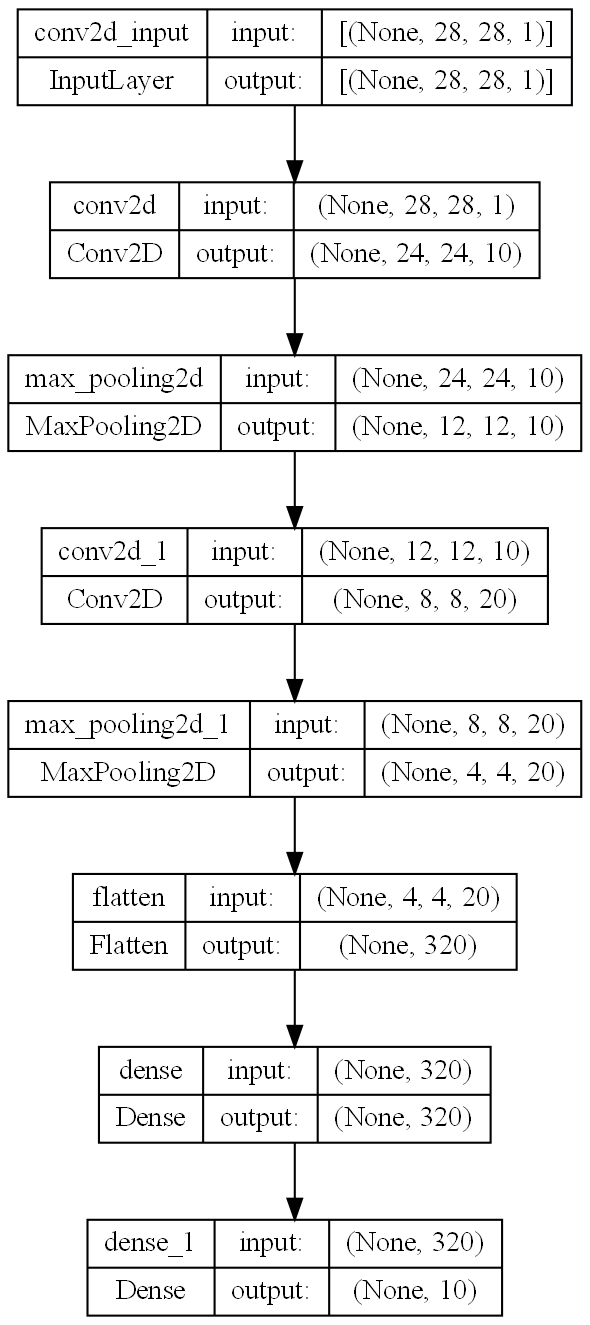 conv2d_input input: [(None, 28, 28, 1)]
InputLayer output: [(None, 28, 28, 1)]
conv2d input: (None, 28, 28, 1)
Conv2D output: (None, 24, 24, 10)
max_pooling2d input: (None, 24, 24, 10)
MaxPooling2D output: (None, 12, 12, 10)
conv2d_1 input: (None, 12, 12, 10)
Conv2D output: (None, 8, 8, 20)
max_pooling2d_1 input: (None, 8, 8, 20)
MaxPooling2D output: (None, 4, 4, 20)
flatten input: (None, 4, 4, 20)
Flatten output: (None, 320)
dense input: (None, 320)
Dense output: (None, 320)
dense_1 input: (None, 320)
Dense output: (None, 10)